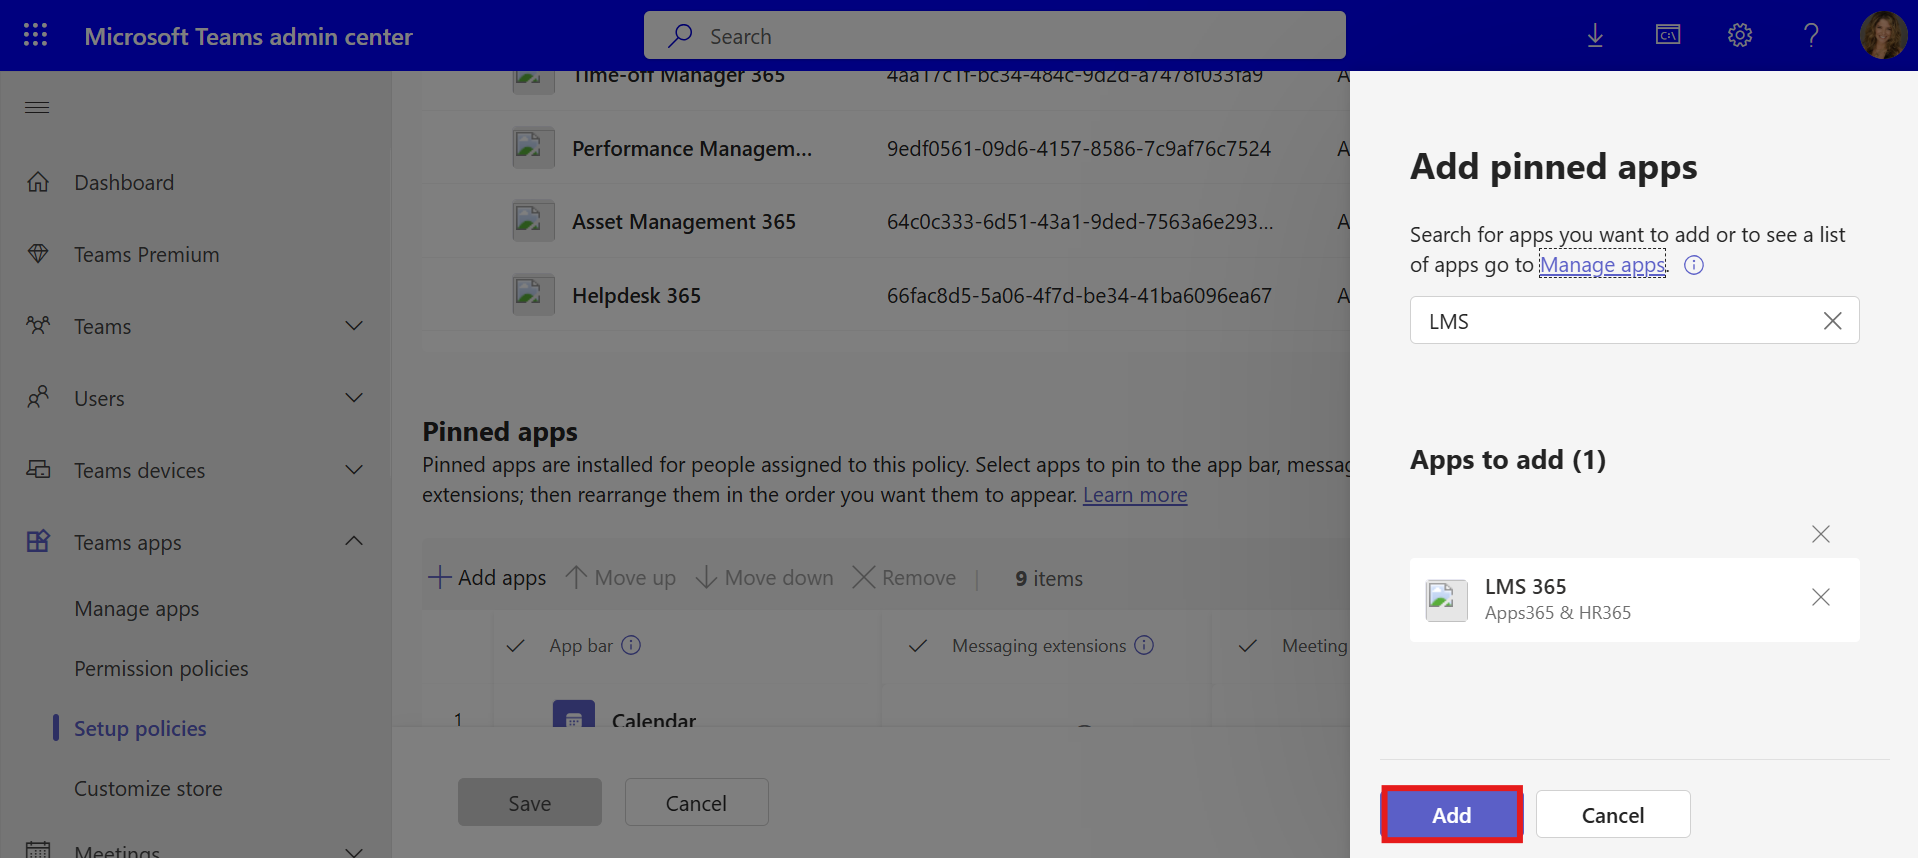 Microsoft Teams admin center
Search
Dashboard
Teams Premium
Teams
Users
Teams devices
Teams apps
Manage apps
Permission policies
Setup policies
Customize store
Meetings
Time-off Manager 365 4aa17c1f-bc34-484c-9d2d-a7478f033fa9 A
Performance Managem... 9edf0561-09d6-4157-8586-7c9af76c7524 A
Asset Management 365 64c0c333-6d51-43a1-9ded-7563a6e293... A
Helpdesk 365 66fac8d5-5a06-4f7d-be34-41ba6096ea67 A
Pinned apps
Pinned apps are installed for people assigned to this policy. Select apps to pin to the app bar, messag
extensions; then rearrange them in the order you want them to appear. Learn more
Add apps Move up Move down Remove | 9 items
App bar Messaging extensions Meeting
1 Calendar
Save Cancel
Add pinned apps
Search for apps you want to add or to see a list
of apps go to Manage apps.
LMS
Apps to add (1)
LMS 365
Apps365 & HR365
Add Cancel